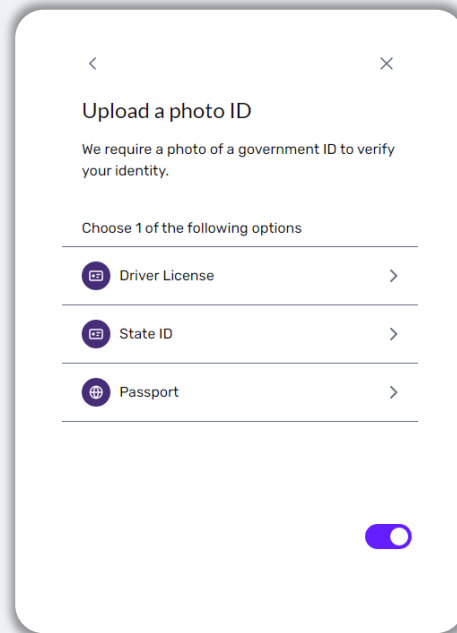 Upload a photo ID
We require a photo of a government ID to verify
your identity.
Choose 1 of the following options
Driver License
State ID
Passport